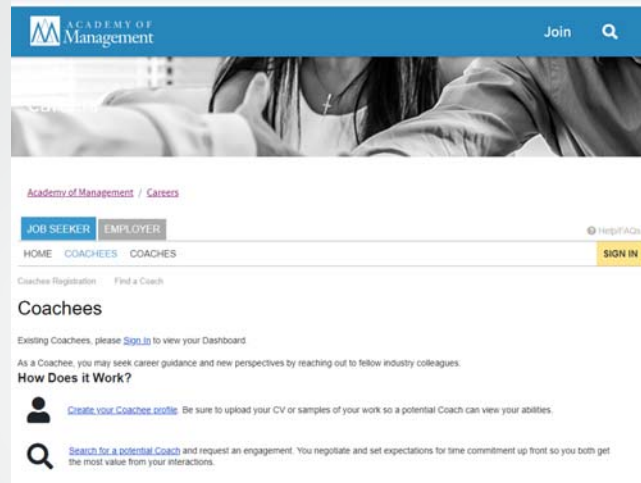 ACADEMY OF
Management
Join
Careers
Academy of Management / Careers
JOB SEEKER EMPLOYER
Help/FAQs
HOME COACHEES COACHES
SIGN IN
Coachee Registration Find a Coach
Coachees
Existing Coachees, please Sign In to view your Dashboard.
As a Coachee, you may seek career guidance and new perspectives by reaching out to fellow industry colleagues.
How Does it Work?
Create your Coachee profile. Be sure to upload your CV or samples of your work so a potential Coach can view your abilities.
Search for a potential Coach and request an engagement. You negotiate and set expectations for time commitment up front so you both get
the most value from your interactions.